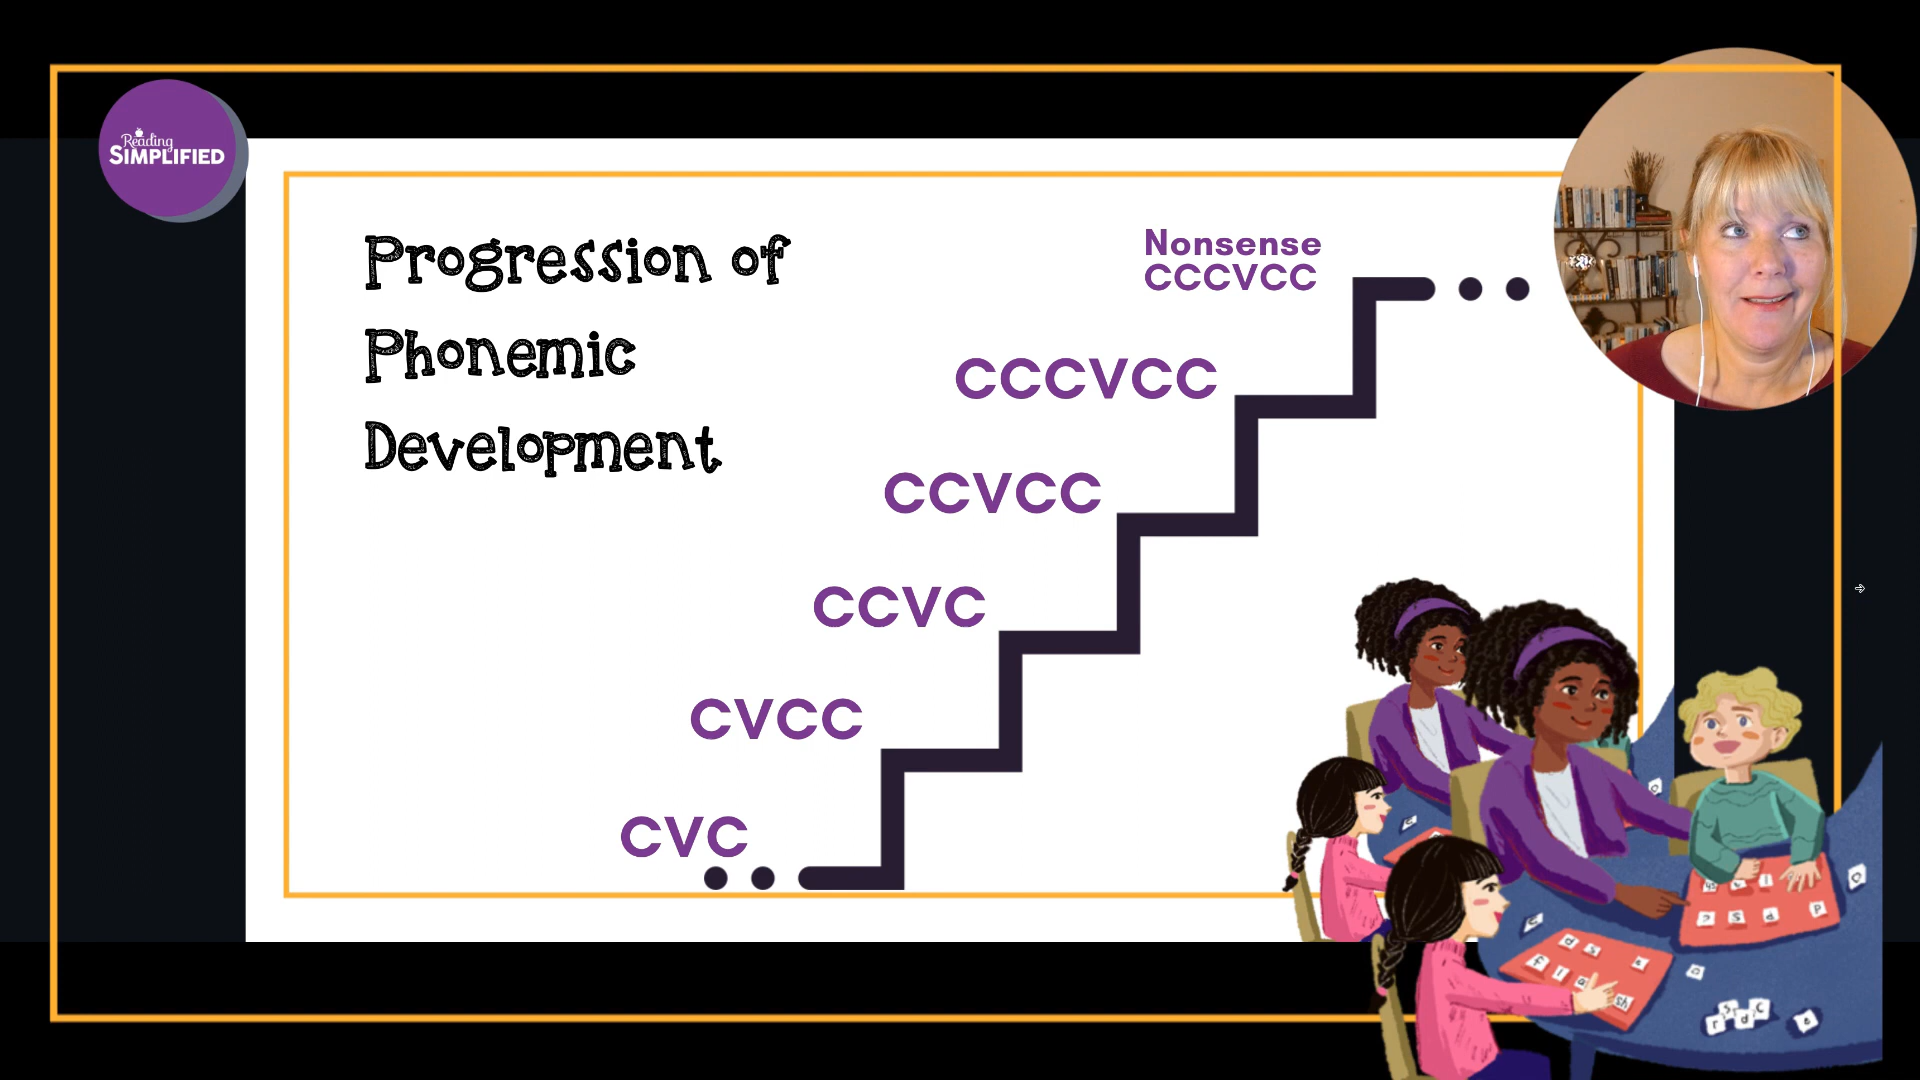 Reading
SIMPLIFIED
Progression of
Phonemic
Development
Nonsense
CCCVCC
CCCVCC
CCVCC
CCVC
CVCC
CVC